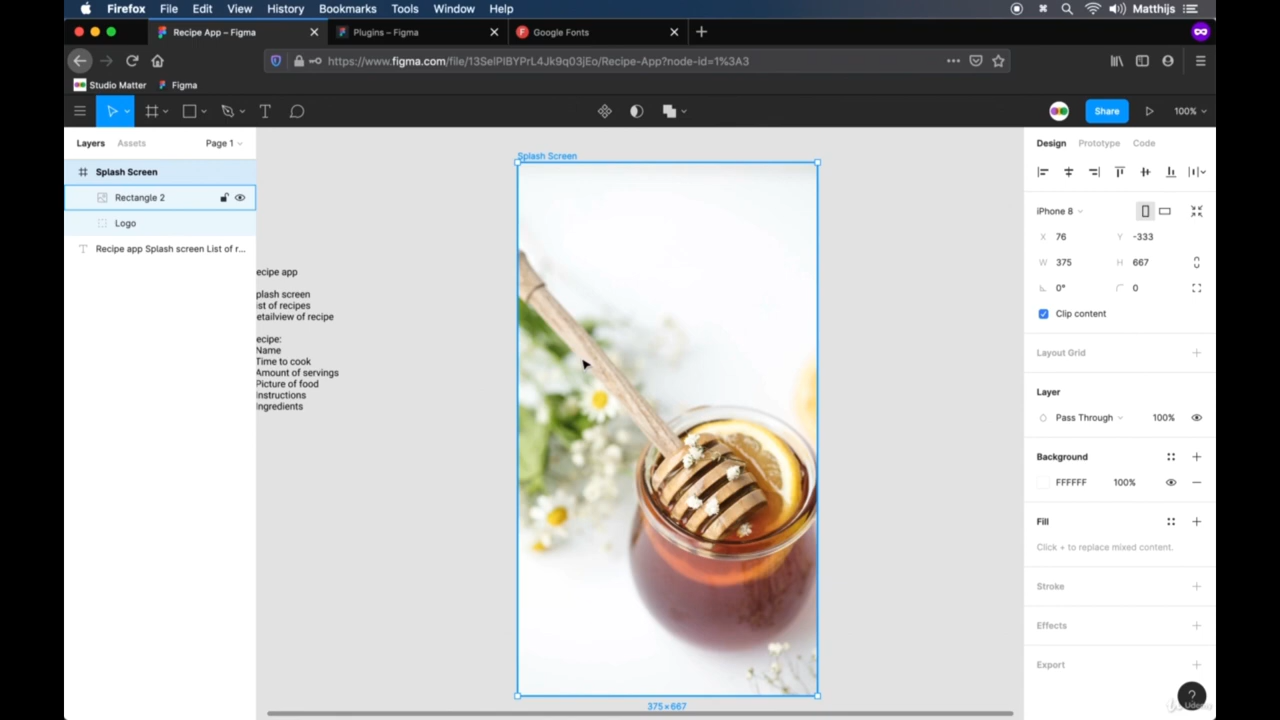 Firefox File Edit View History Bookmarks Tools Window Help Matthijs
Recipe App – Figma Plugins – Figma Google Fonts
https://www.figma.com/file/13SelPIBYPrL4Jk9q03jEo/Recipe-App?node-id=1%3A3
Studio Matter Figma
Share 100%
Layers Assets Page 1
Splash Screen
Rectangle 2
Logo
Recipe app Splash screen List of r...
ecipe app
plash screen
ist of recipes
etailview of recipe
ecipe:
Name
Time to cook
Amount of servings
Picture of food
Instructions
Ingredients
Splash Screen
375 × 667
Design Prototype Code
iPhone 8
X 76 Y -333
W 375 H 667
0° 0
Clip content
Layout Grid
Layer
Pass Through 100%
Background
FFFFFF 100%
Fill
Click + to replace mixed content.
Stroke
Effects
Export
?
Udemy